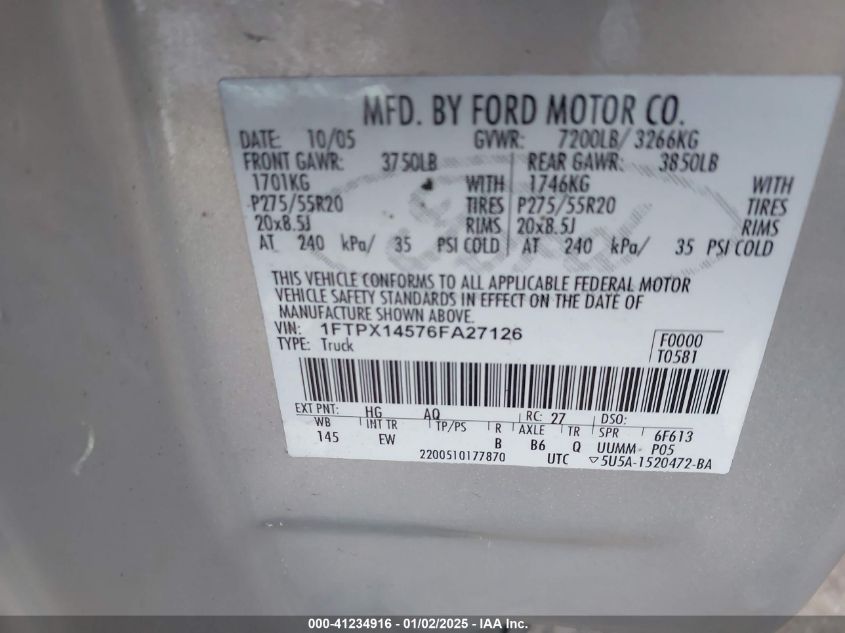 MFD. BY FORD MOTOR CO.
DATE: 10/05 GVWR: 7200LB/ 3266KG
FRONT GAWR: 3750LB REAR GAWR: 3850LB
1701KG WITH 1746KG WITH
P275/55R20 TIRES P275/55R20 TIRES
20x8.5J RIMS 20x8.5J RIMS
AT 240 kPa/ 35 PSI COLD AT 240 kPa/ 35 PSI COLD
THIS VEHICLE CONFORMS TO ALL APPLICABLE FEDERAL MOTOR
VEHICLE SAFETY STANDARDS IN EFFECT ON THE DATE OF
MANUFACTURE SHOWN ABOVE.
VIN: 1FTPX14576FA27126 F0000
TYPE: Truck T0581
EXT PNT: HG AQ RC: 27 DSO:
WB INT TR TP/PS R AXLE TR SPR 6F613
145 EW B B6 Q UUMM P05
2200510177870 UTC ▽5U5A-1520472-BA
000-41234916 - 01/02/2025 - IAA Inc.